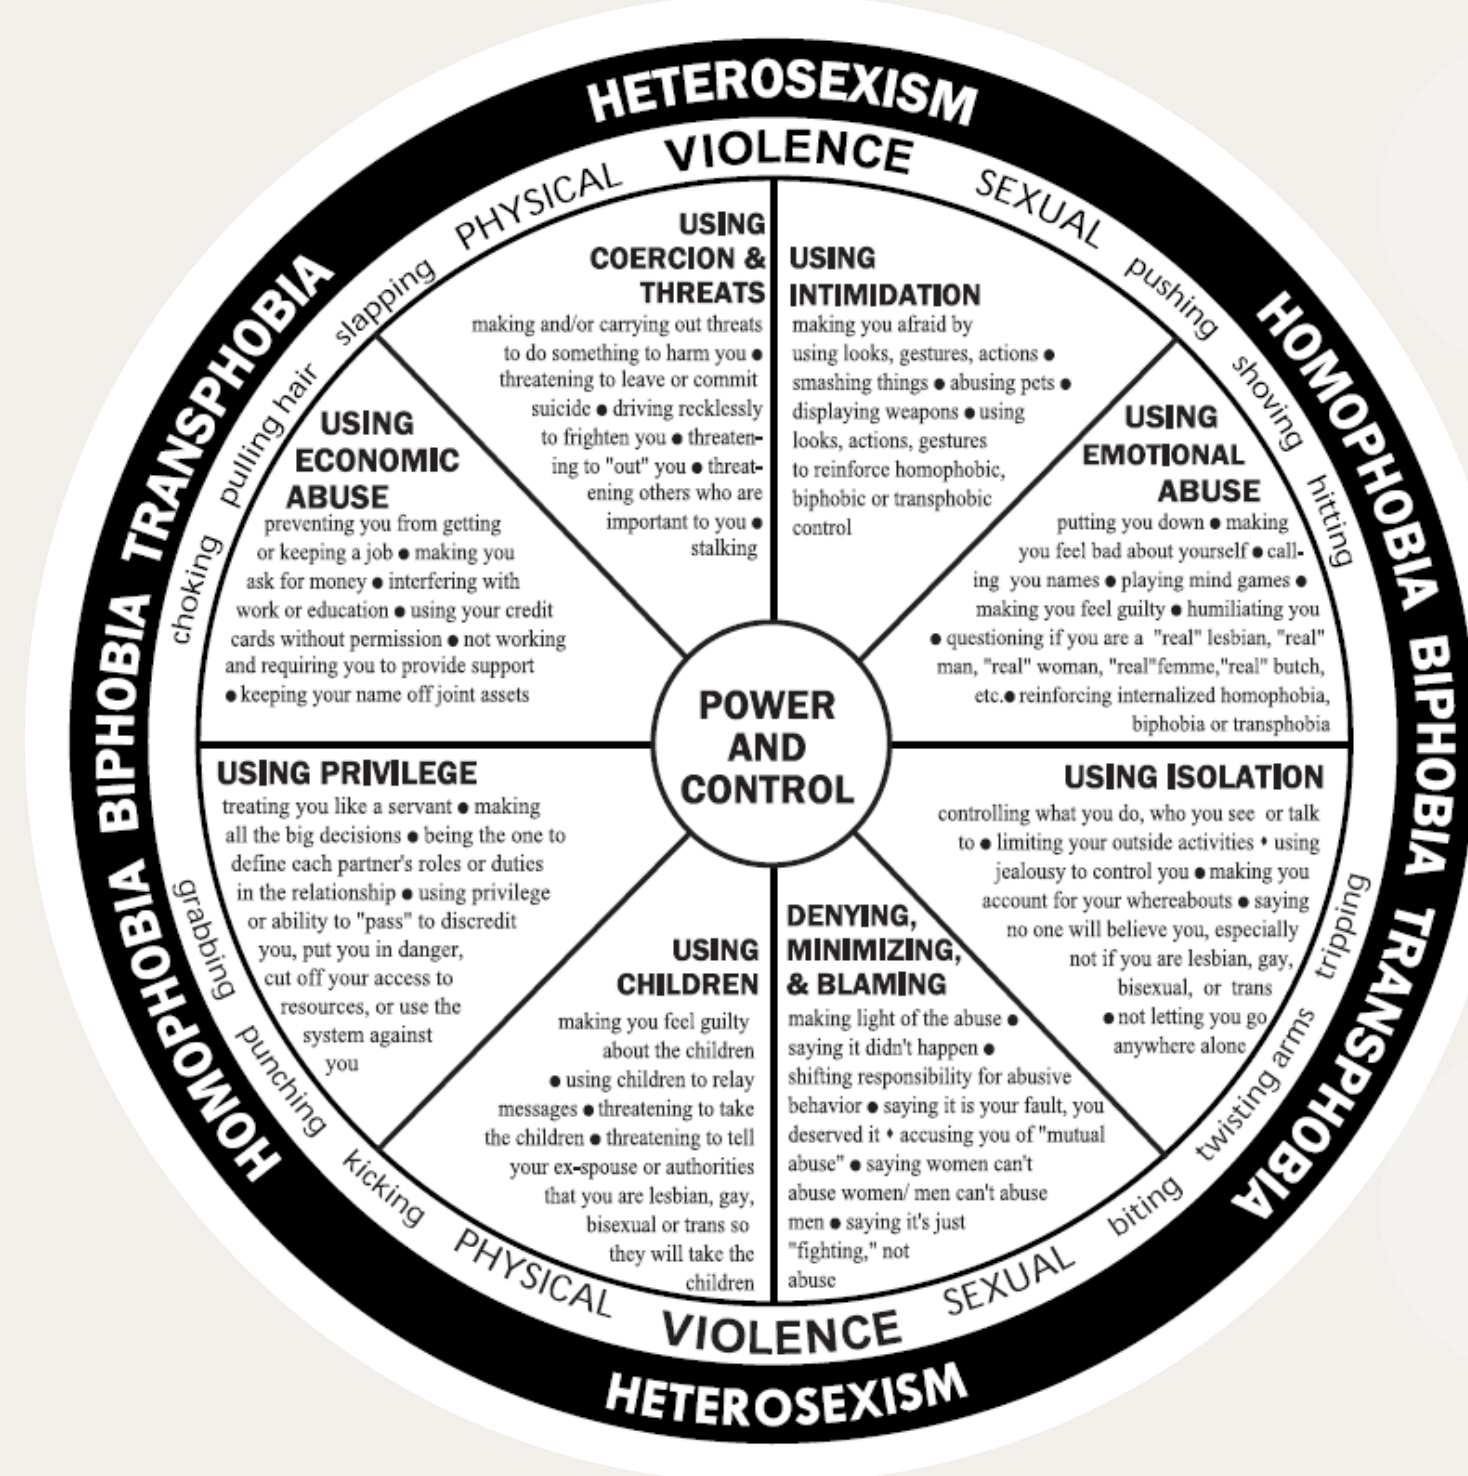 HETEROSEXISM
HOMOPHOBIA BIPHOBIA TRANSPHOBIA
VIOLENCE
PHYSICAL
SEXUAL
pushing
shoving
hitting
tripping
twisting arms
biting
SEXUAL
VIOLENCE
PHYSICAL
kicking
punching
grabbing
choking
pulling hair
slapping
USING
COERCION &
THREATS
making and/or carrying out threats
to do something to harm you ●
threatening to leave or commit
suicide ● driving recklessly
to frighten you ● threaten-
ing to "out" you ● threat-
ening others who are
important to you ●
stalking
USING
INTIMIDATION
making you afraid by
using looks, gestures, actions ●
smashing things ● abusing pets ●
displaying weapons ● using
looks, actions, gestures
to reinforce homophobic,
biphobic or transphobic
control
USING
EMOTIONAL
ABUSE
putting you down ● making
you feel bad about yourself ● call-
ing you names ● playing mind games ●
making you feel guilty ● humiliating you
● questioning if you are a "real" lesbian, "real"
man, "real" woman, "real"femme,"real" butch,
etc.● reinforcing internalized homophobia,
biphobia or transphobia
USING ISOLATION
controlling what you do, who you see or talk
to ● limiting your outside activities ♦ using
jealousy to control you ● making you
account for your whereabouts ● saying
no one will believe you, especially
not if you are lesbian, gay,
bisexual, or trans
● not letting you go
anywhere alone
DENYING,
MINIMIZING,
& BLAMING
making light of the abuse ●
saying it didn't happen ●
shifting responsibility for abusive
behavior ● saying it is your fault, you
deserved it ♦ accusing you of "mutual
abuse" ● saying women can't
abuse women/ men can't abuse
men ● saying it's just
"fighting," not
abuse
USING
CHILDREN
making you feel guilty
about the children
● using children to relay
messages ● threatening to take
the children ● threatening to tell
your ex-spouse or authorities
that you are lesbian, gay,
bisexual or trans so
they will take the
children
USING PRIVILEGE
treating you like a servant ● making
all the big decisions ● being the one to
define each partner's roles or duties
in the relationship ● using privilege
or ability to "pass" to discredit
you, put you in danger,
cut off your access to
resources, or use the
system against
you
USING
ECONOMIC
ABUSE
preventing you from getting
or keeping a job ● making you
ask for money ● interfering with
work or education ● using your credit
cards without permission ● not working
and requiring you to provide support
● keeping your name off joint assets
POWER
AND
CONTROL
HETEROSEXISM
HOMOPHOBIA BIPHOBIA TRANSPHOBIA